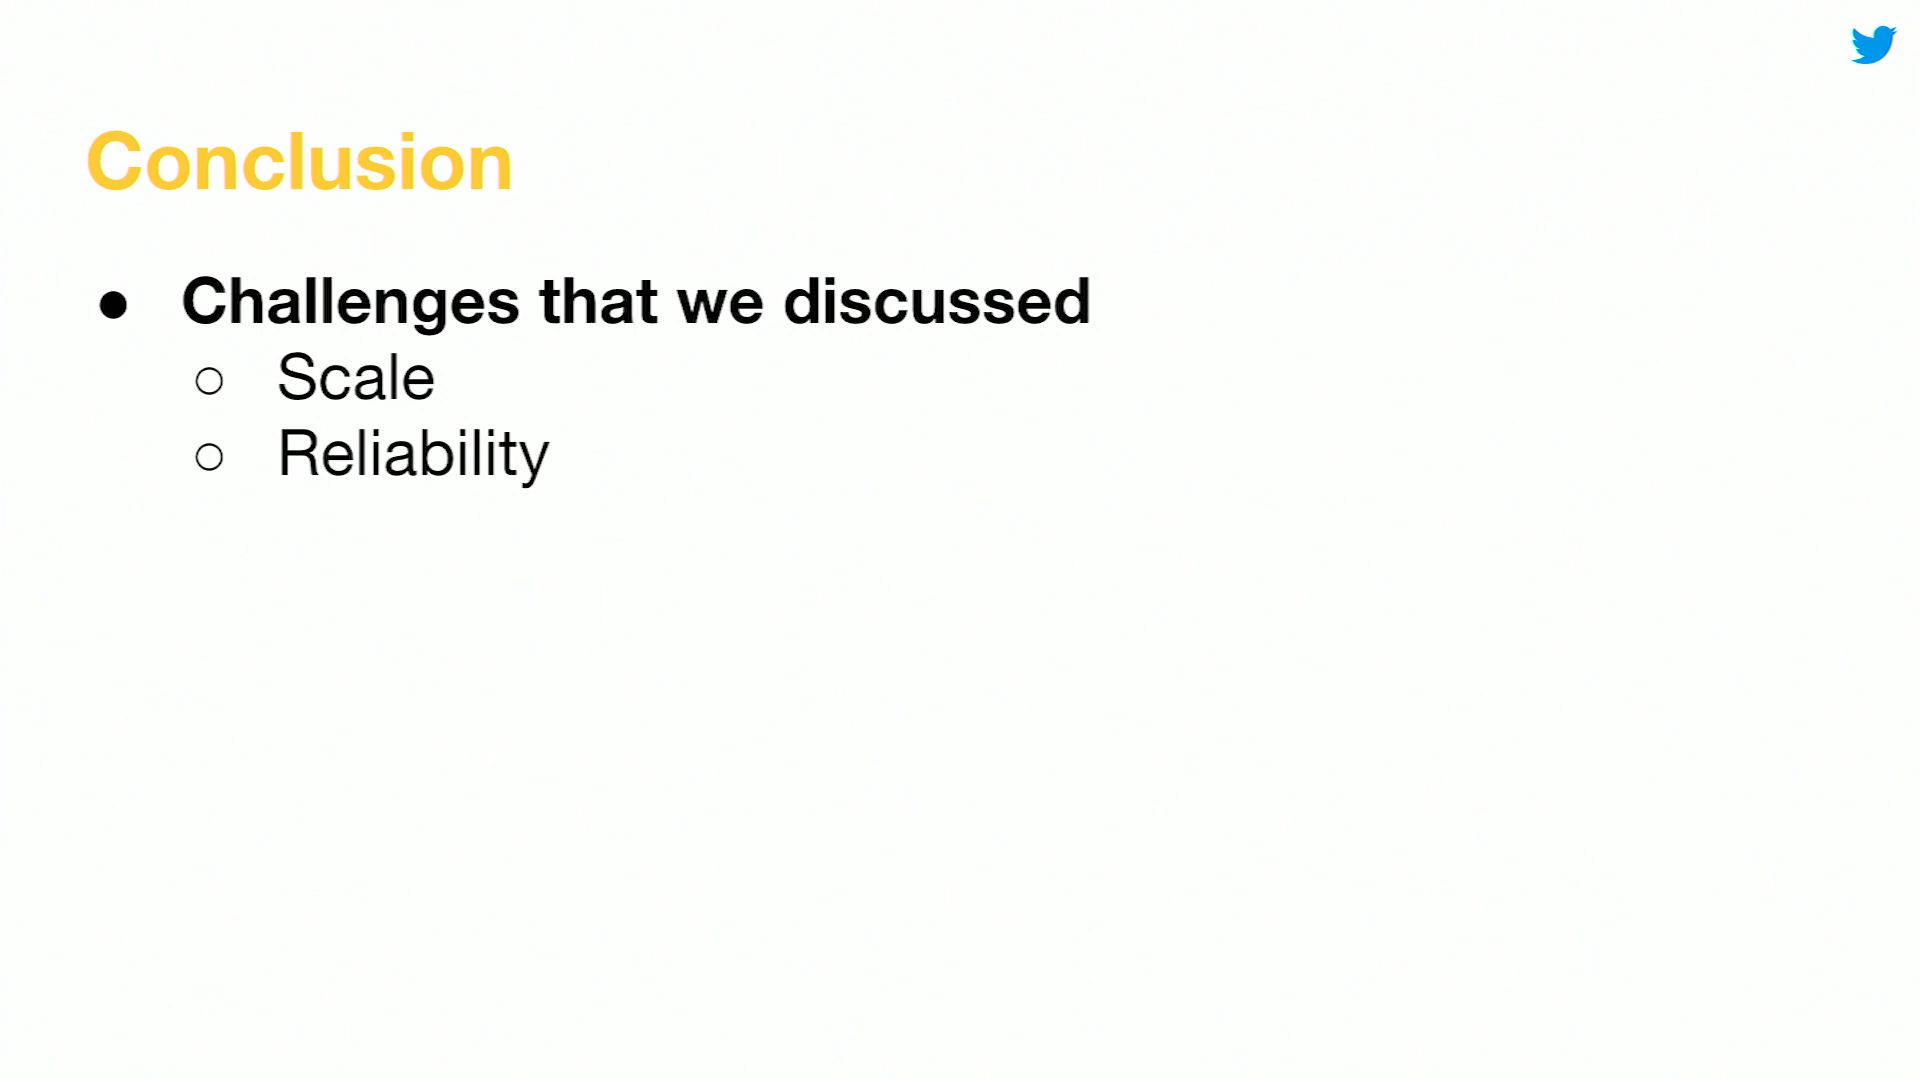 Conclusion
● Challenges that we discussed
○ Scale
○ Reliability